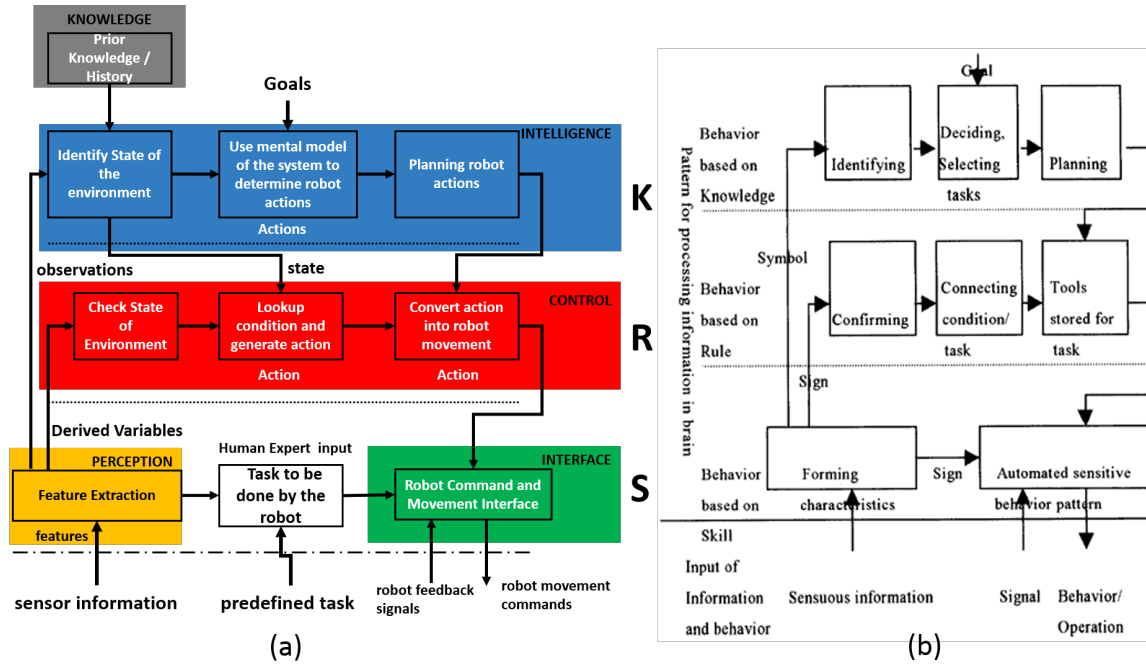 KNOWLEDGE
Prior
Knowledge /
History
Goals
INTELLIGENCE
Identify State of
the
environment
Use mental model
of the system to
determine robot
actions
Planning robot
actions
Actions
K
observations
state
CONTROL
Check State
of
Environment
Lookup
condition and
generate action
Convert action
into robot
movement
Action
Action
R
Derived Variables
Human Expert input
PERCEPTION
INTERFACE
Feature Extraction
Task to be
done by the
robot
Robot Command and
Movement Interface
S
features
sensor information
predefined task
robot feedback
signals
robot movement
commands
(a)
Pattern for processing information in brain
Goal
Behavior
based on
Knowledge
Identifying
Deciding,
Selecting
tasks
Planning
Symbol
Behavior
based on
Rule
Confirming
Connecting
condition/
task
Tools
stored for
task
Sign
Behavior
based on
Skill
Forming
characteristics
Sign
Automated sensitive
behavior pattern
Input of
Information
and behavior
Sensuous information
Signal
Behavior/
Operation
(b)